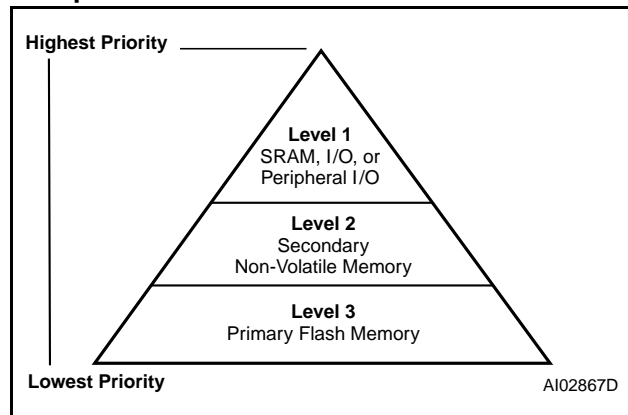 Highest Priority
Level 1
SRAM, I/O, or
Peripheral I/O
Level 2
Secondary
Non-Volatile Memory
Level 3
Primary Flash Memory
Lowest Priority
AI02867D